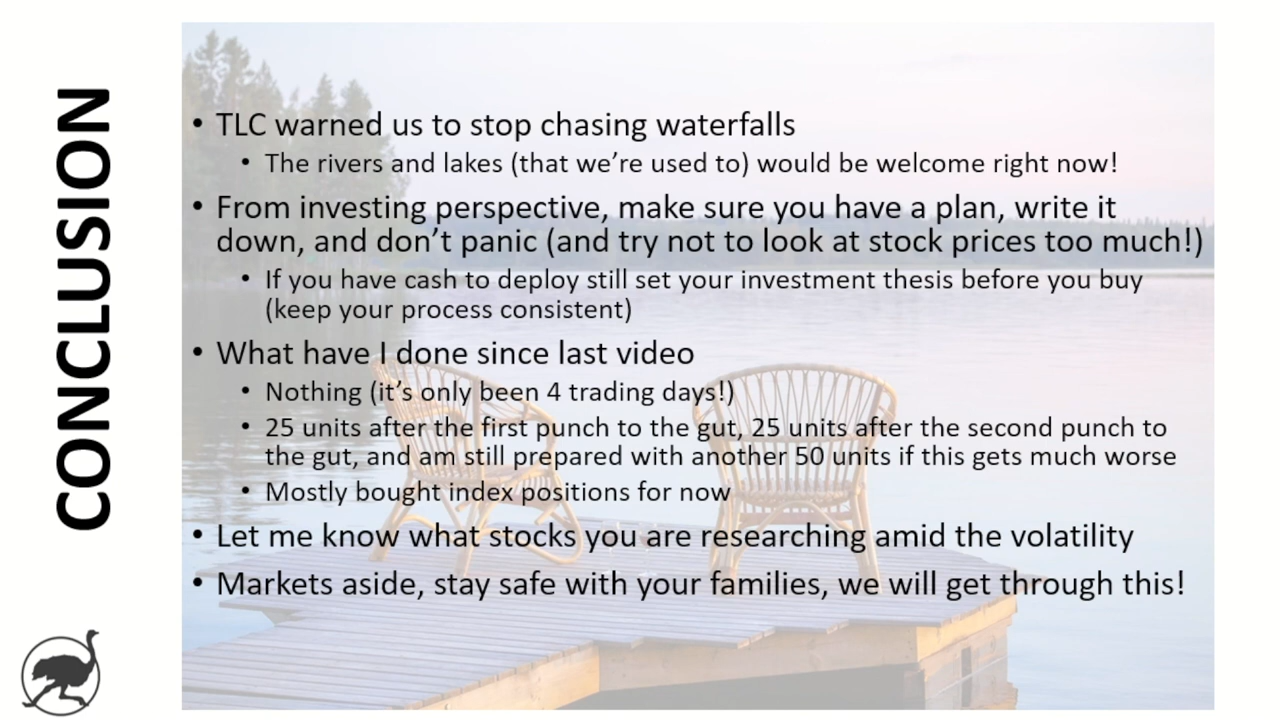 CONCLUSION
• TLC warned us to stop chasing waterfalls
• The rivers and lakes (that we’re used to) would be welcome right now!
• From investing perspective, make sure you have a plan, write it
down, and don’t panic (and try not to look at stock prices too much!)
• If you have cash to deploy still set your investment thesis before you buy
(keep your process consistent)
• What have I done since last video
• Nothing (it’s only been 4 trading days!)
• 25 units after the first punch to the gut, 25 units after the second punch to
the gut, and am still prepared with another 50 units if this gets much worse
• Mostly bought index positions for now
• Let me know what stocks you are researching amid the volatility
• Markets aside, stay safe with your families, we will get through this!